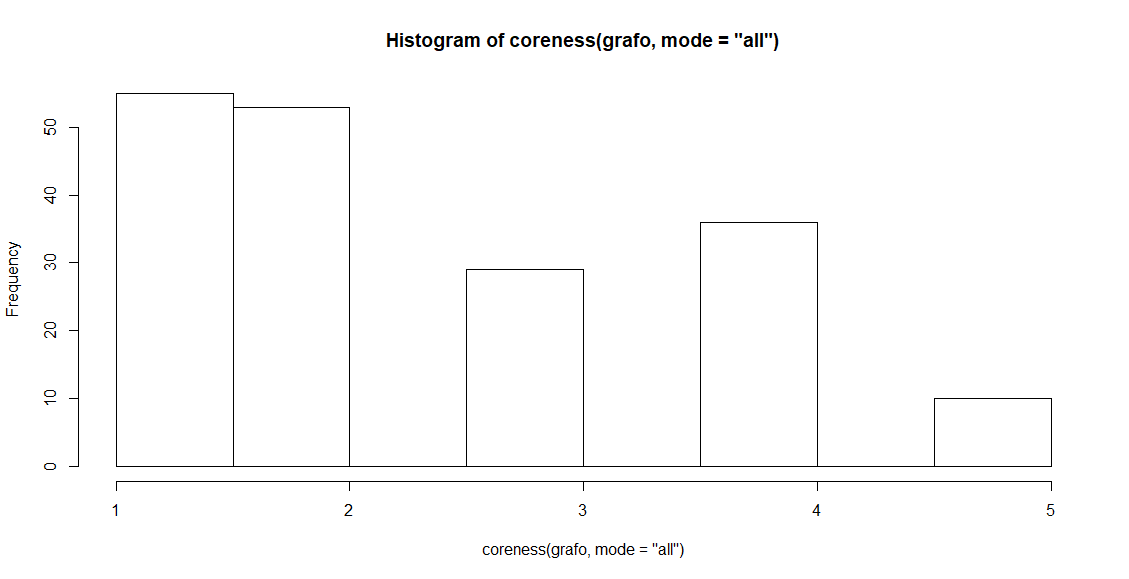 Histogram of coreness(grafo, mode = "all")
Frequency
50
40
30
20
10
0
1 2 3 4 5
coreness(grafo, mode = "all")